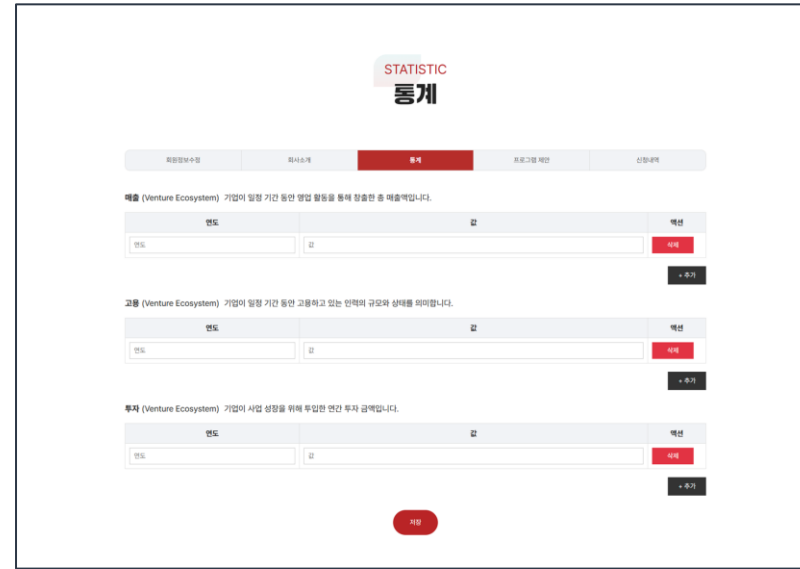 STATISTIC
통계
회원정보수정 회사소개 통계 프로그램 제안 신청내역
매출 (Venture Ecosystem) 기업이 일정 기간 동안 영업 활동을 통해 창출한 총 매출액입니다.
연도 값 액션
연도 값 삭제
+ 추가
고용 (Venture Ecosystem) 기업이 일정 기간 동안 고용하고 있는 인력의 규모와 상태를 의미합니다.
연도 값 액션
연도 값 삭제
+ 추가
투자 (Venture Ecosystem) 기업이 사업 성장을 위해 투입한 연간 투자 금액입니다.
연도 값 액션
연도 값 삭제
+ 추가
저장